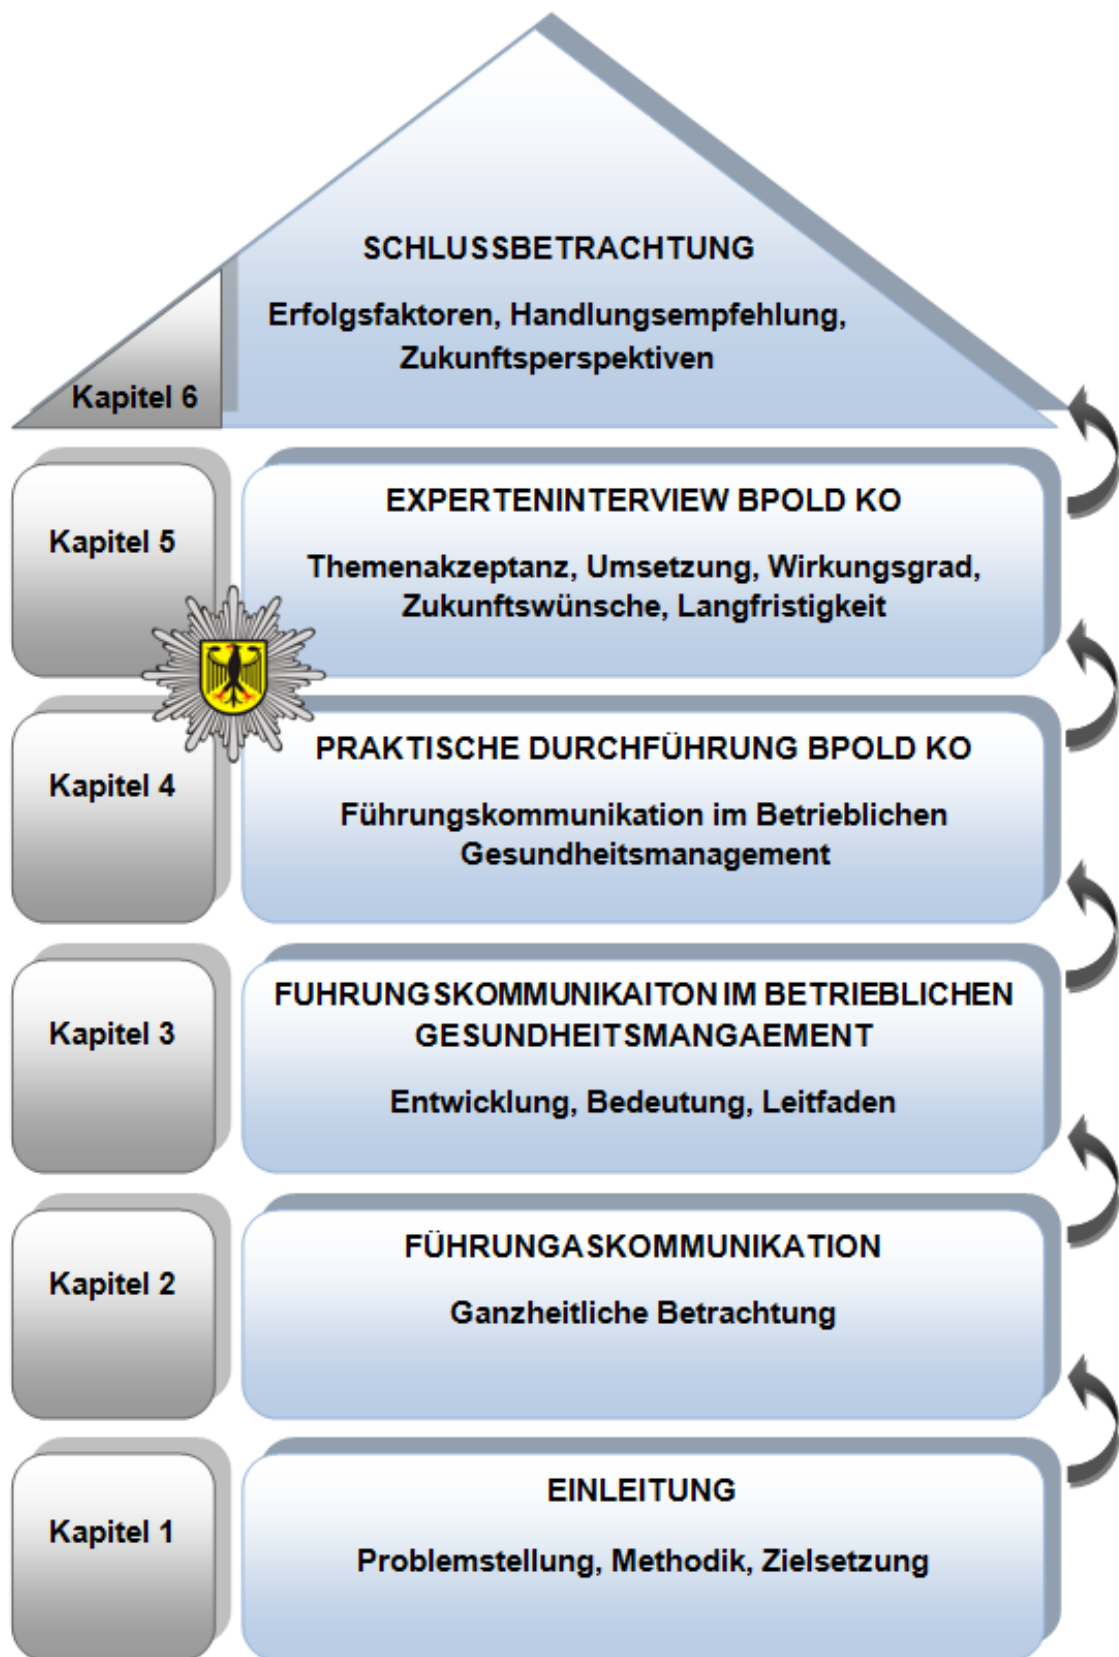 SCHLUSSBETRACHTUNG
Erfolgsfaktoren, Handlungsempfehlung,
Zukunftsperspektiven
Kapitel 6
EXPERTENINTERVIEW BPOLD KO
Kapitel 5
Themenakzeptanz, Umsetzung, Wirkungsgrad,
Zukunftswünsche, Langfristigkeit
PRAKTISCHE DURCHFÜHRUNG BPOLD KO
Kapitel 4
Führungskommunikation im Betrieblichen
Gesundheitsmanagement
FUHRUNGSKOMMUNIKAITON IM BETRIEBLICHEN
GESUNDHEITSMANGAEMENT
Kapitel 3
Entwicklung, Bedeutung, Leitfaden
FÜHRUNGASKOMMUNIKATION
Kapitel 2
Ganzheitliche Betrachtung
EINLEITUNG
Kapitel 1
Problemstellung, Methodik, Zielsetzung